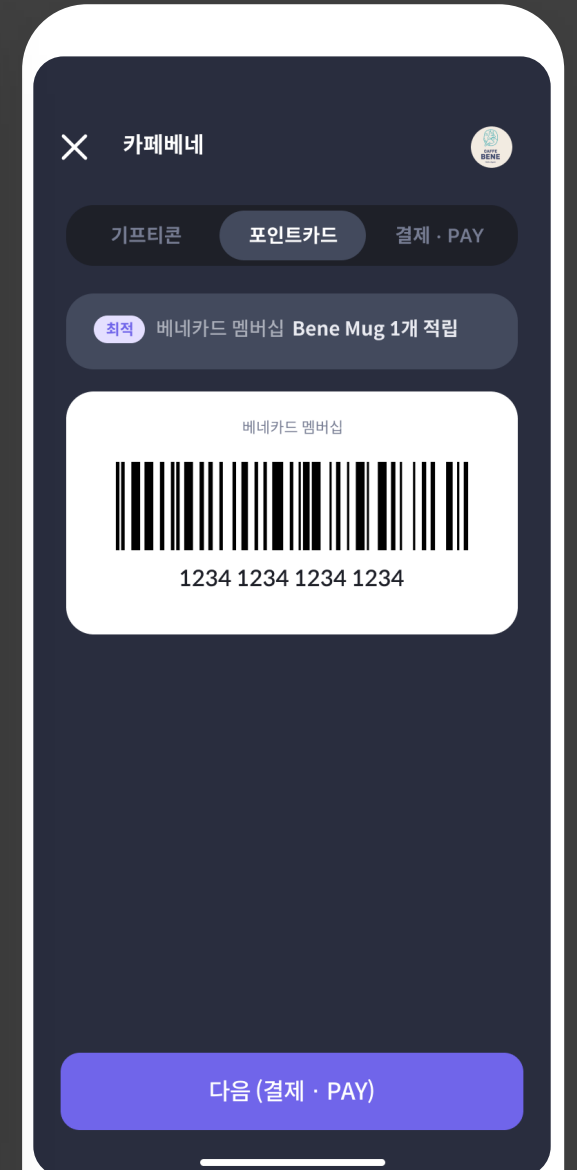 카페베네
CAFFE
BENE
기프티콘
포인트카드
결제 · PAY
최적 베네카드 멤버십 Bene Mug 1개 적립
베네카드 멤버십
1234 1234 1234 1234
다음 (결제 · PAY)